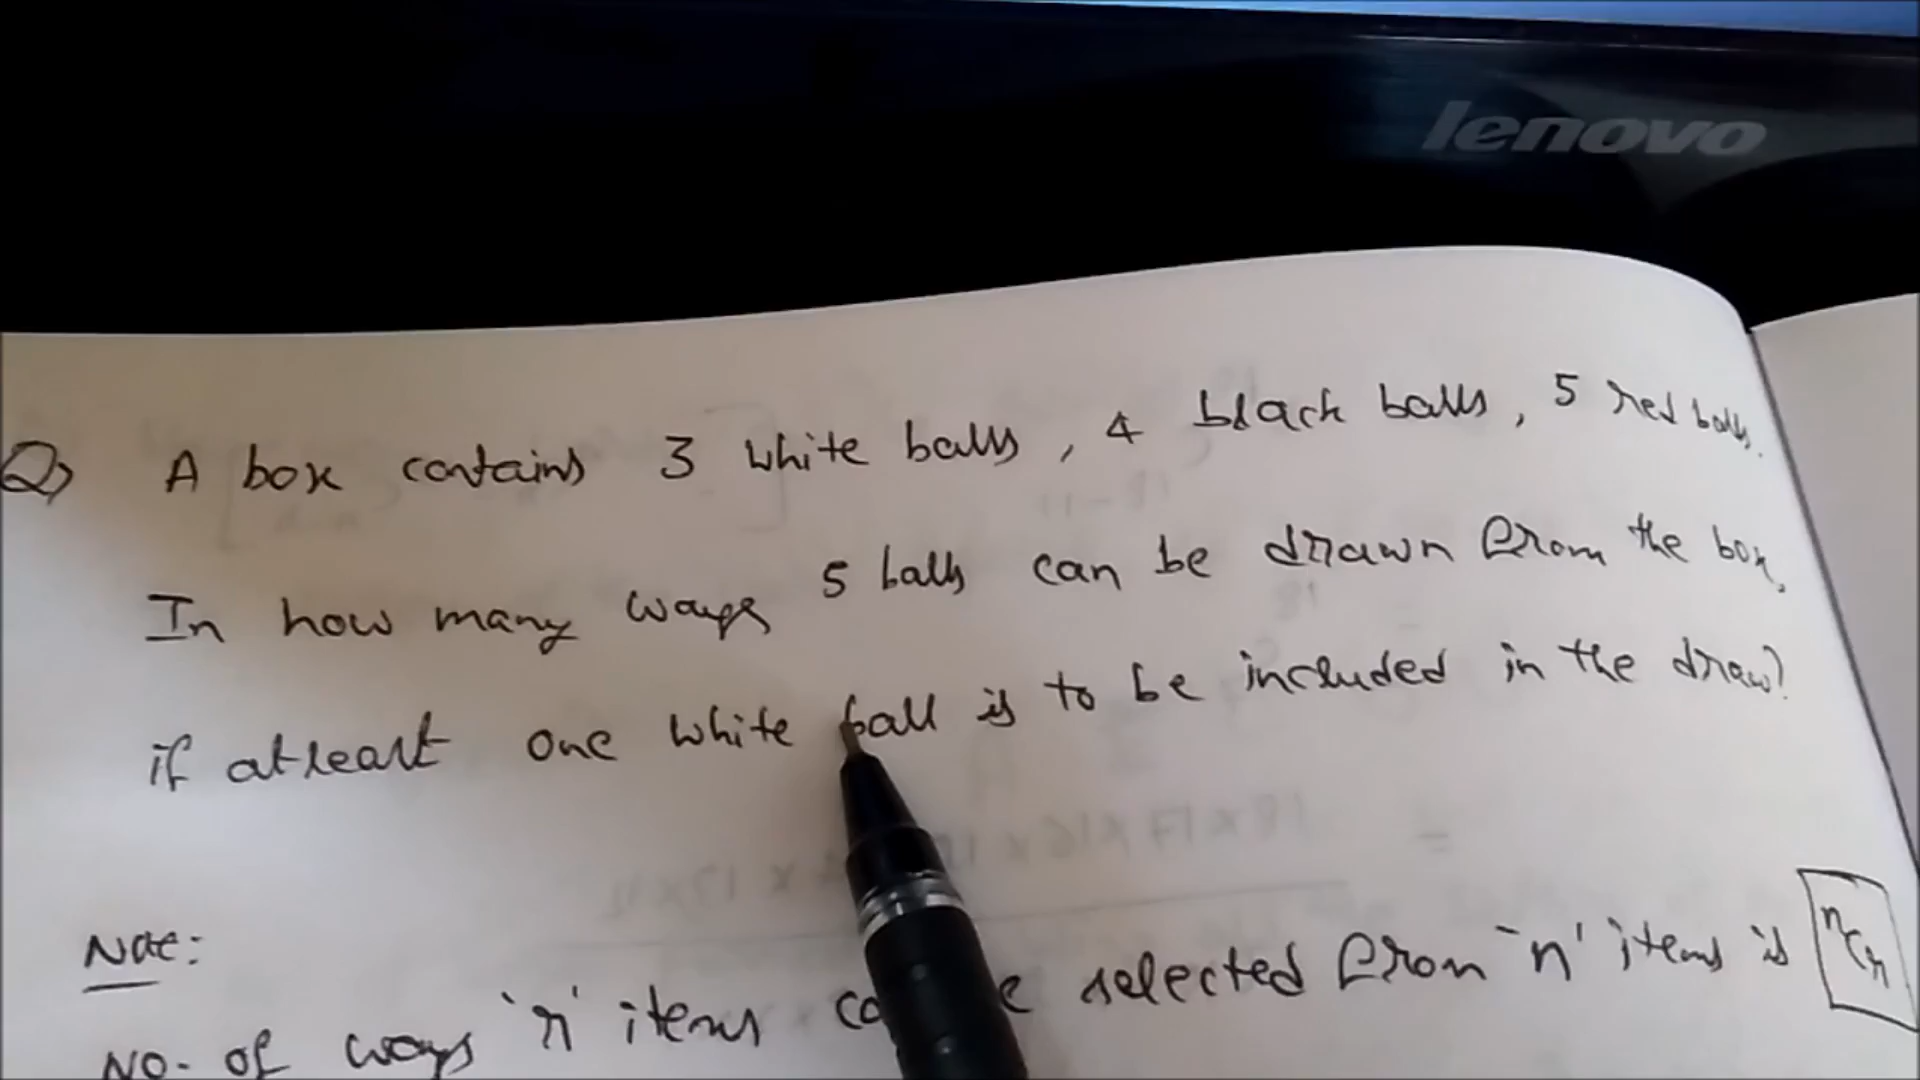 lenovo
Q) A box contains 3 white balls, 4 black balls, 5 red balls.
In how many ways 5 balls can be drawn from the box,
if atleast one white ball is to be included in the draw?
Note:
No. of ways 'r' items selected from 'n' items is nCr